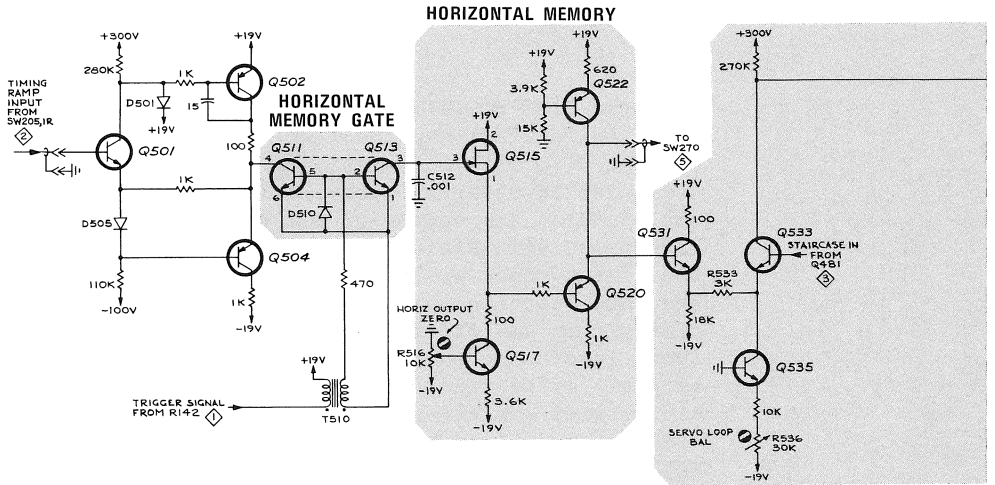 HORIZONTAL MEMORY
+300V
+19V
280K
1K
Q502
D501
15
+19V
TIMING
RAMP
INPUT
FROM
SW205,1R
2
Q501
100
HORIZONTAL
MEMORY GATE
Q511
Q513
4
5
2
3
6
1
D510
1K
D505
Q504
110K
-100V
1K
-19V
470
+19V
TRIGGER SIGNAL
FROM R142
1
T510
C512
.001
+19V
2
3
1
Q515
+19V
3.9K
15K
+19V
620
Q522
TO
SW270
5
1K
Q520
1K
-19V
HORIZ OUTPUT
ZERO
R516
10K
-19V
100
Q517
3.6K
-19V
+300V
270K
+19V
100
Q531
Q533
STAIRCASE IN
FROM
Q481
3
R533
3K
18K
-19V
Q535
10K
SERVO LOOP
BAL
R536
30K
-19V